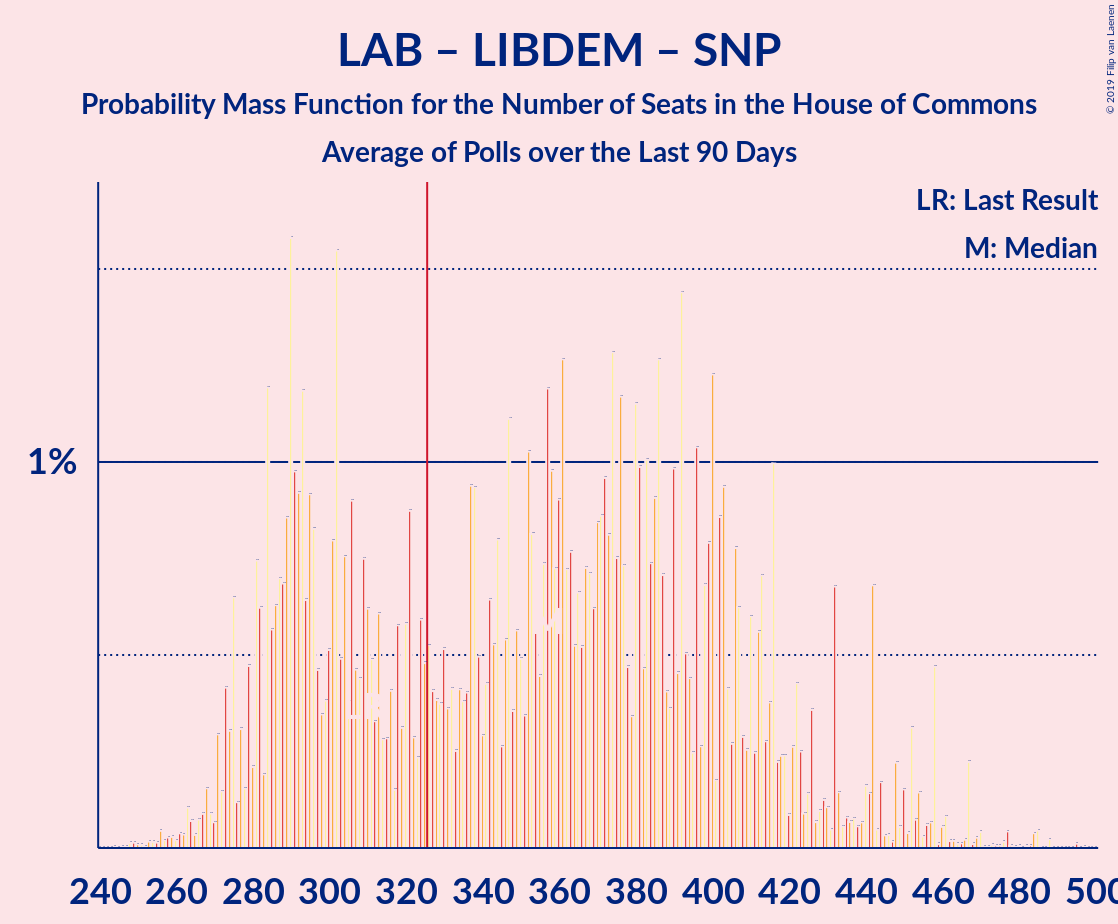 LAB – LIBDEM – SNP
Probability Mass Function for the Number of Seats in the House of Commons
Average of Polls over the Last 90 Days
© 2019 Filip van Laenen
LR: Last Result
M: Median
1%
240 260 280 300 320 340 360 380 400 420 440 460 480 500